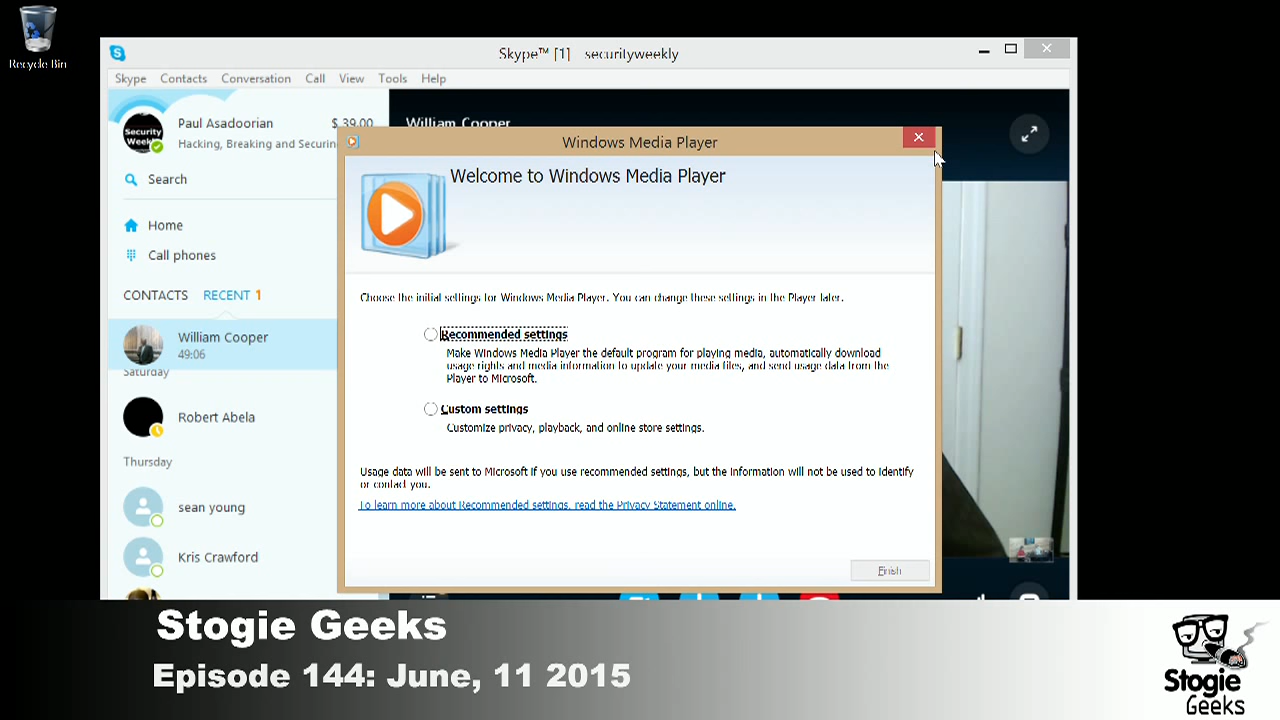 Recycle Bin
Skype™ [1] securityweekly
Skype Contacts Conversation Call View Tools Help
Security
Weekl
Paul Asadoorian $ 39.00
Hacking, Breaking and Securin
Search
Home
Call phones
CONTACTS RECENT 1
William Cooper
49:06
Saturday
Robert Abela
Thursday
sean young
Kris Crawford
William Cooper
Windows Media Player
Welcome to Windows Media Player
Choose the initial settings for Windows Media Player. You can change these settings in the Player later.
Recommended settings
Make Windows Media Player the default program for playing media, automatically download
usage rights and media information to update your media files, and send usage data from the
Player to Microsoft.
Custom settings
Customize privacy, playback, and online store settings.
Usage data will be sent to Microsoft if you use recommended settings, but the information will not be used to identify
or contact you.
To learn more about Recommended settings, read the Privacy Statement online.
Finish
Stogie Geeks
Episode 144: June, 11 2015
Stogie
Geeks